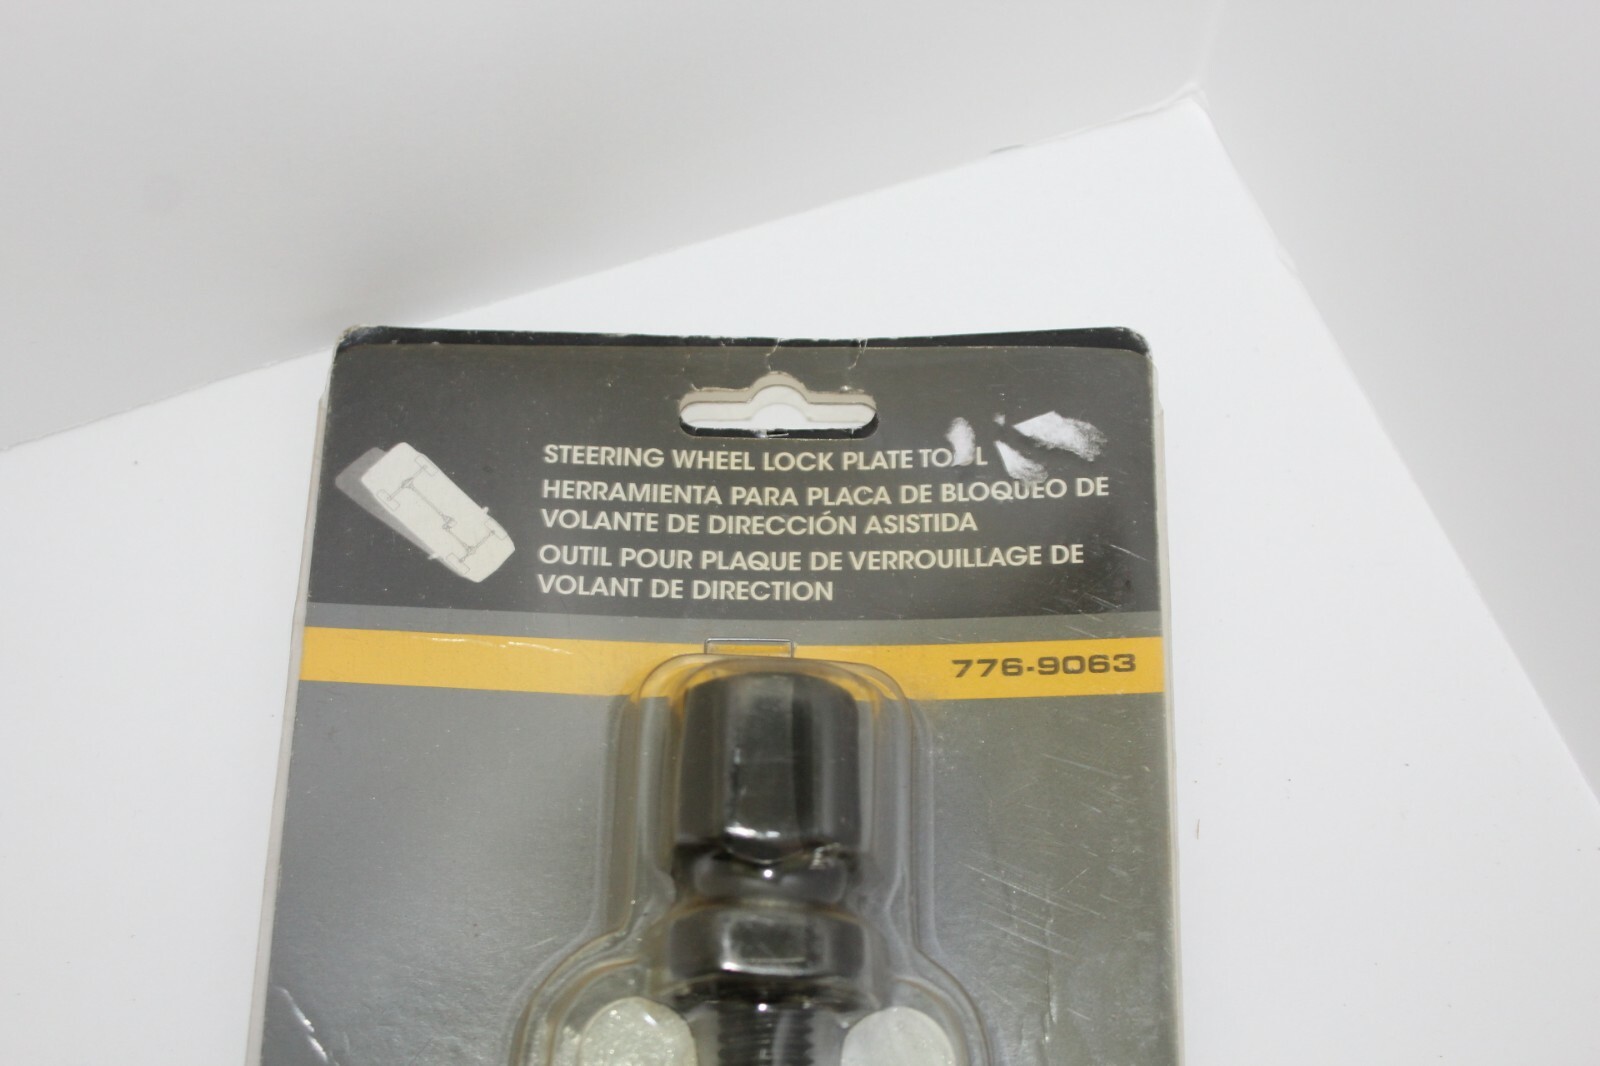 STEERING WHEEL LOCK PLATE TOOL
HERRAMIENTA PARA PLACA DE BLOQUEO DE
VOLANTE DE DIRECCIÓN ASISTIDA
OUTIL POUR PLAQUE DE VERROUILLAGE DE
VOLANT DE DIRECTION
776-9063